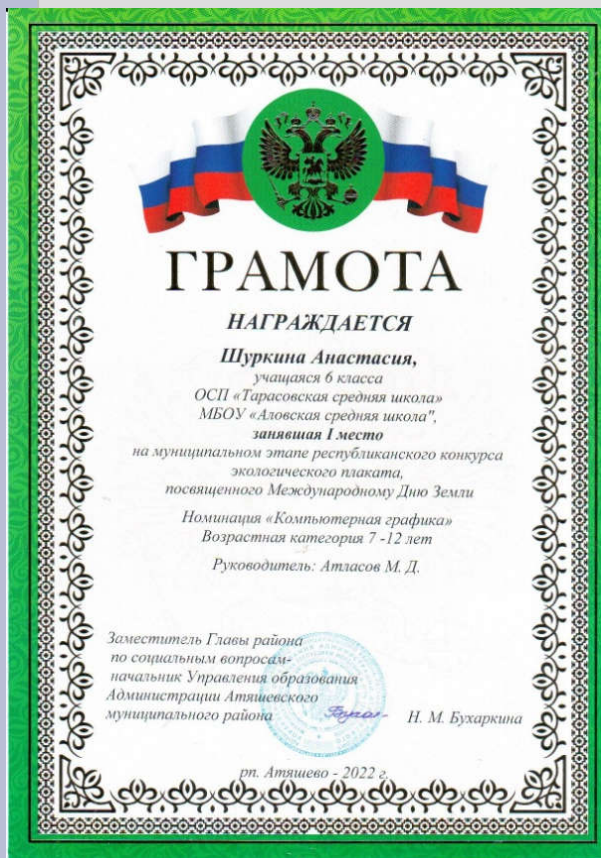 ГРАМОТА
НАГРАЖДАЕТСЯ
Шуркина Анастасия,
учащаяся 6 класса
ОСП «Тарасовская средняя школа»
МБОУ «Аловская средняя школа",
занявшая I место
на муниципальном этапе республиканского конкурса
экологического плаката,
посвященного Международному Дню Земли
Номинация «Компьютерная графика»
Возрастная категория 7 -12 лет
Руководитель: Атласов М. Д.
Заместитель Главы района
по социальным вопросам-
начальник Управления образования
Администрации Атяшевского
муниципального района
Н. М. Бухаркина
рп. Атяшево - 2022 г.